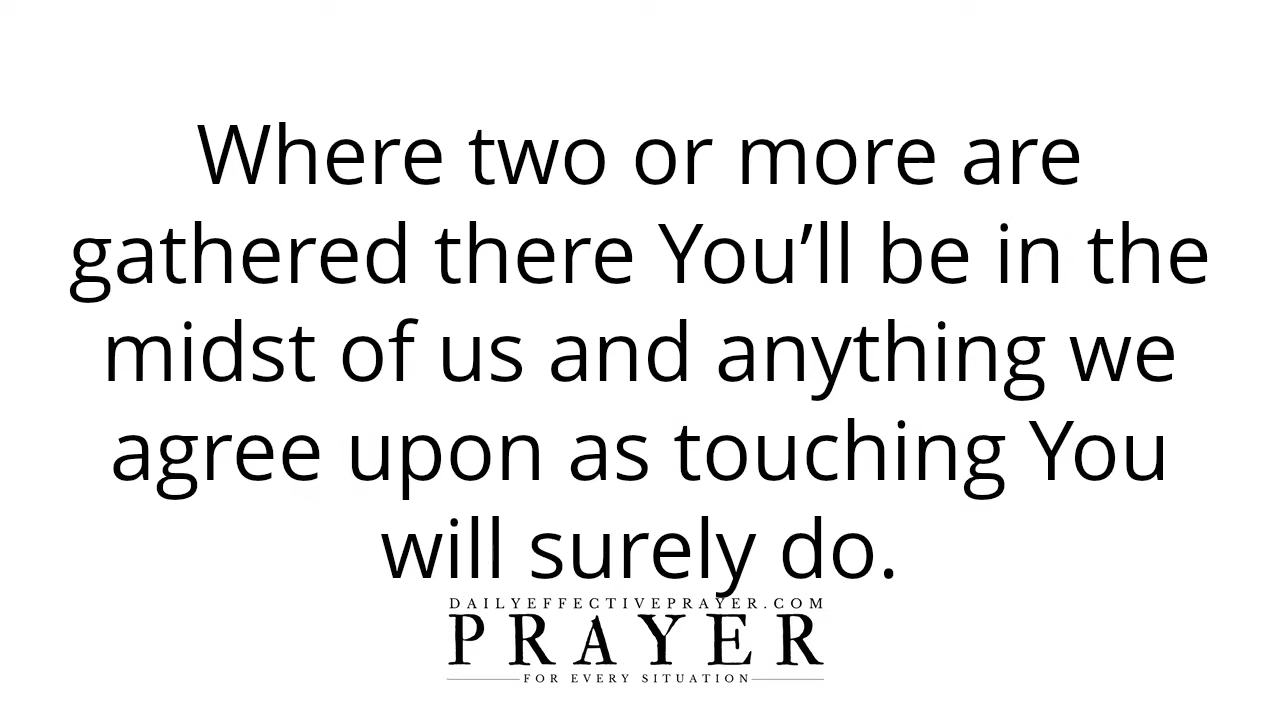 Where two or more are
gathered there You’ll be in the
midst of us and anything we
agree upon as touching You
will surely do.
DAILYEFFECTIVEPRAYER.COM
PRAYER
FOR EVERY SITUATION